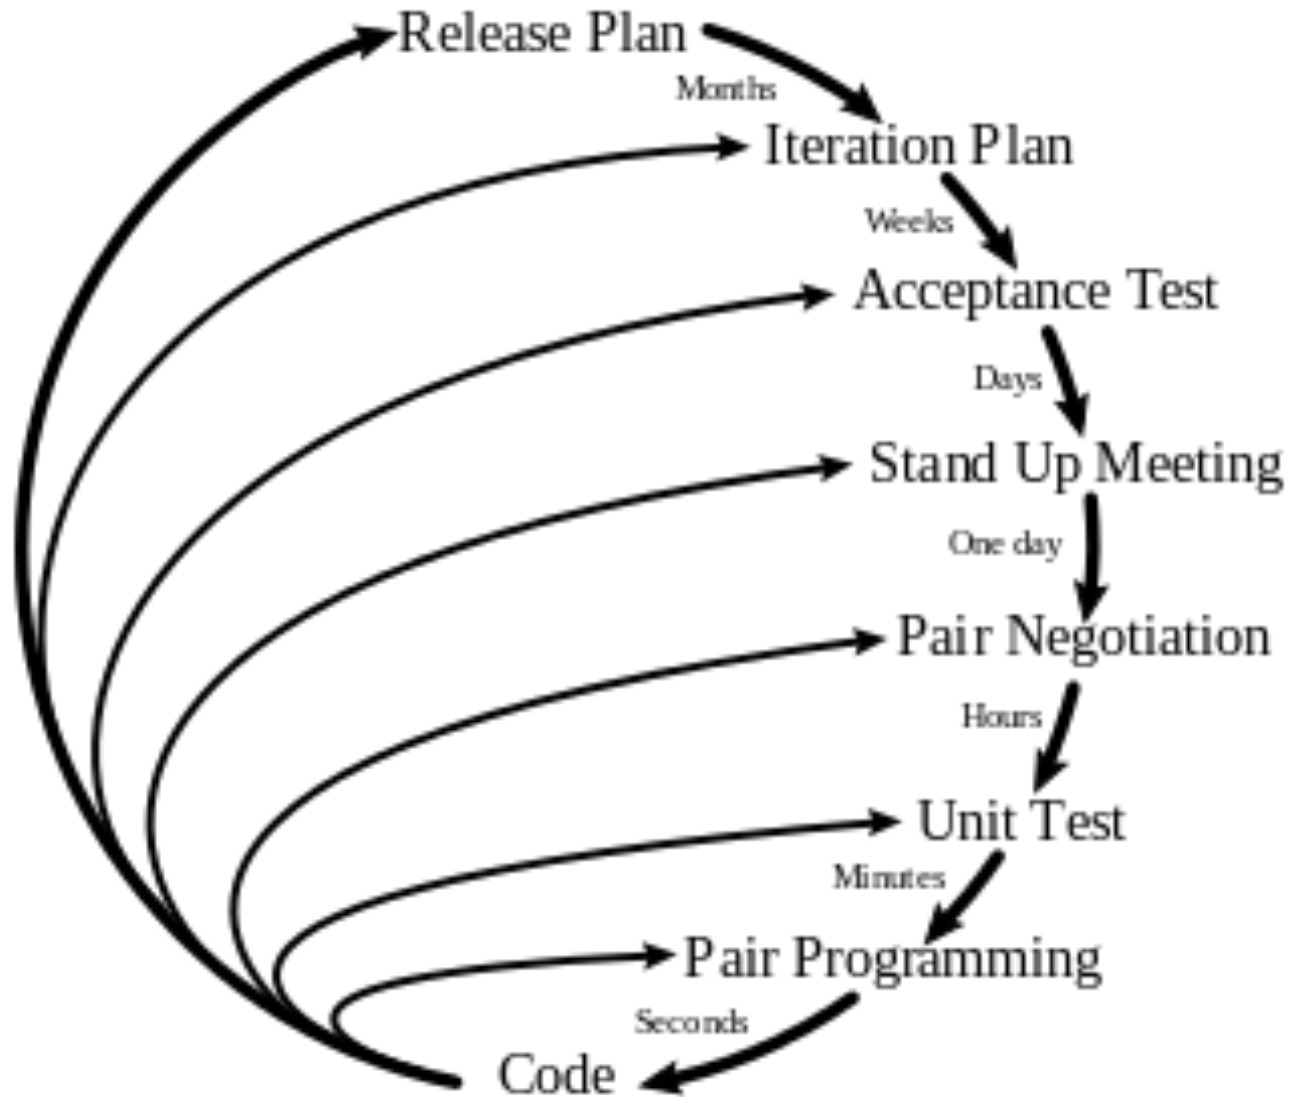 Release Plan
Months
Iteration Plan
Weeks
Acceptance Test
Days
Stand Up Meeting
One day
Pair Negotiation
Hours
Unit Test
Minutes
Pair Programming
Seconds
Code